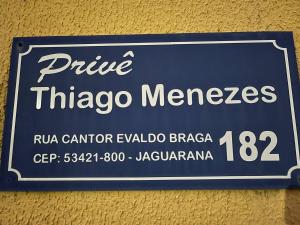 Privê
Thiago Menezes
RUA CANTOR EVALDO BRAGA
CEP: 53421-800 - JAGUARANA
182